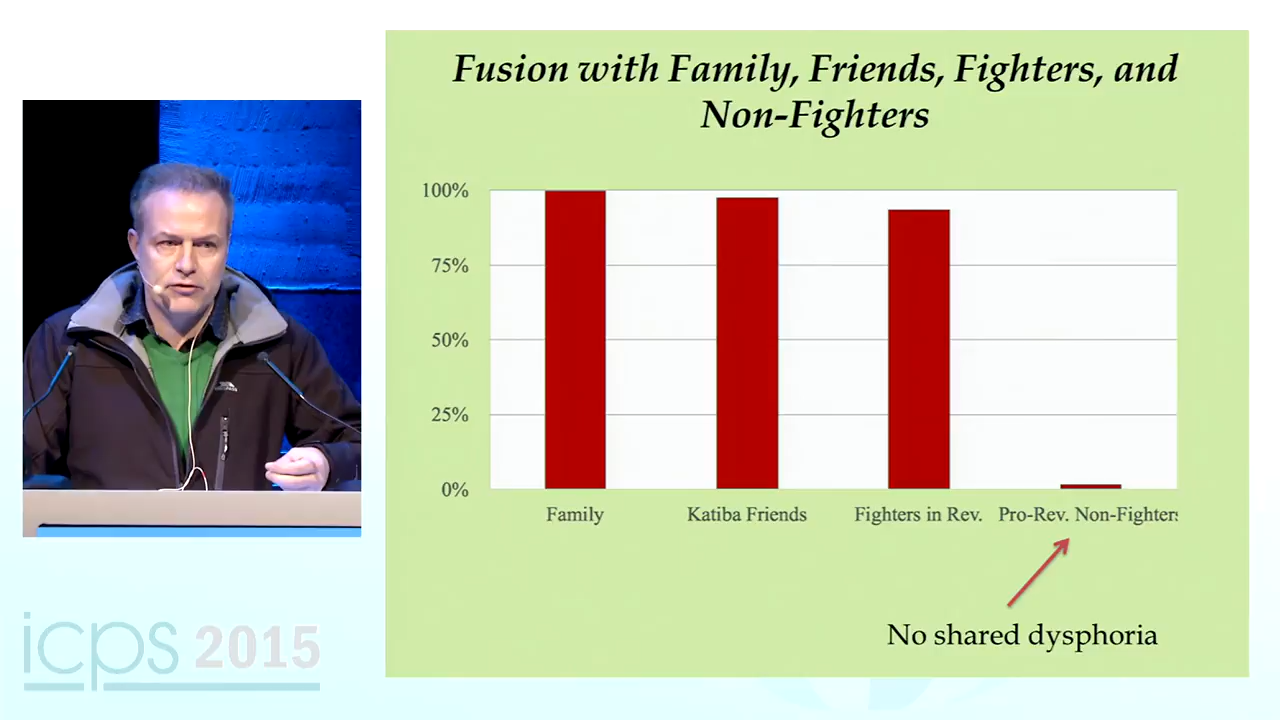 Fusion with Family, Friends, Fighters, and
Non-Fighters
100%
75%
50%
25%
0%
Family
Katiba Friends
Fighters in Rev.
Pro-Rev. Non-Fighters
No shared dysphoria
icps 2015